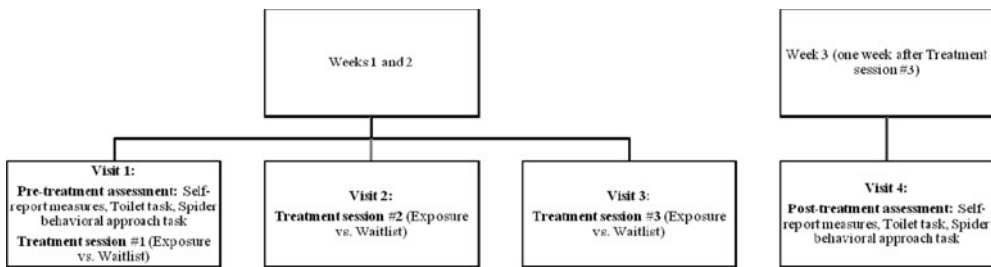 Weeks 1 and 2
Week 3 (one week after Treatment
session #3)
Visit 1:
Pre-treatment assessment: Self-
report measures, Toilet task, Spider
behavioral approach task
Treatment session #1 (Exposure
vs. Waitlist)
Visit 2:
Treatment session #2 (Exposure
vs. Waitlist)
Visit 3:
Treatment session #3 (Exposure
vs. Waitlist)
Visit 4:
Post-treatment assessment: Self-
report measures, Toilet task, Spider
behavioral approach task